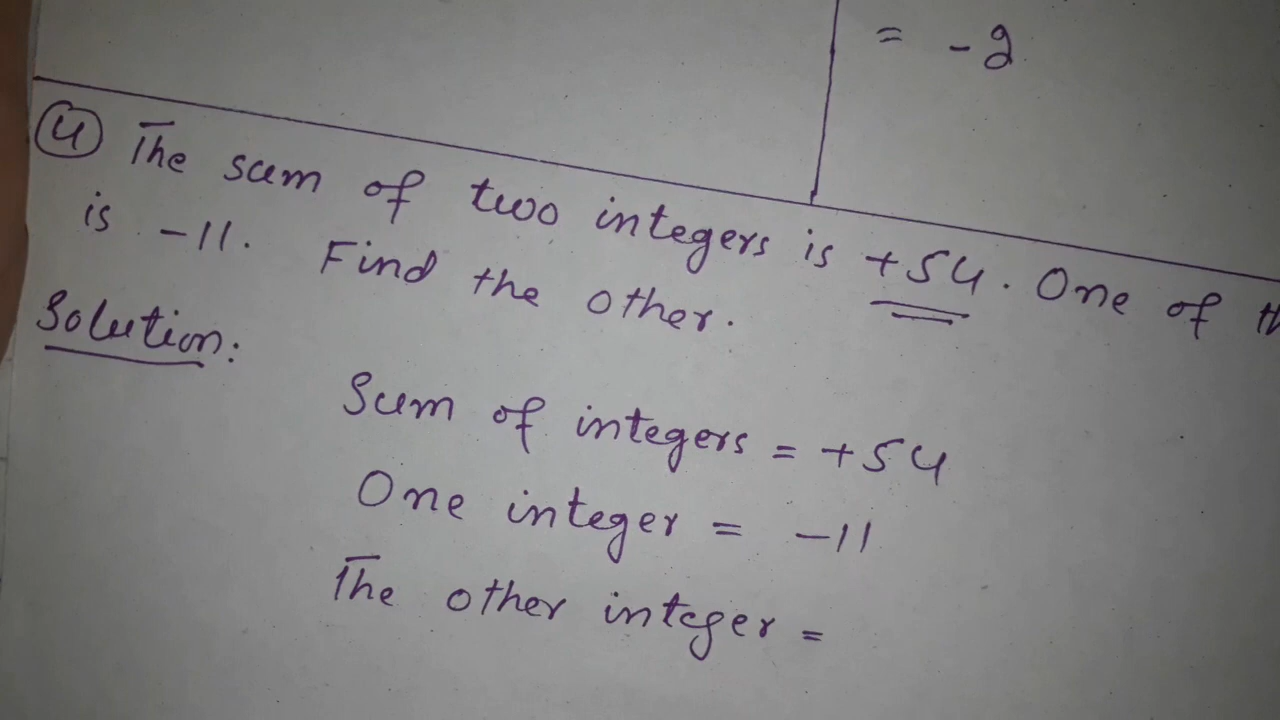 = -2
④ The sum of two integers is +54. One of th
is -11. Find the other.
Solution:
Sum of integers = +54
One integer = -11
The other integer =